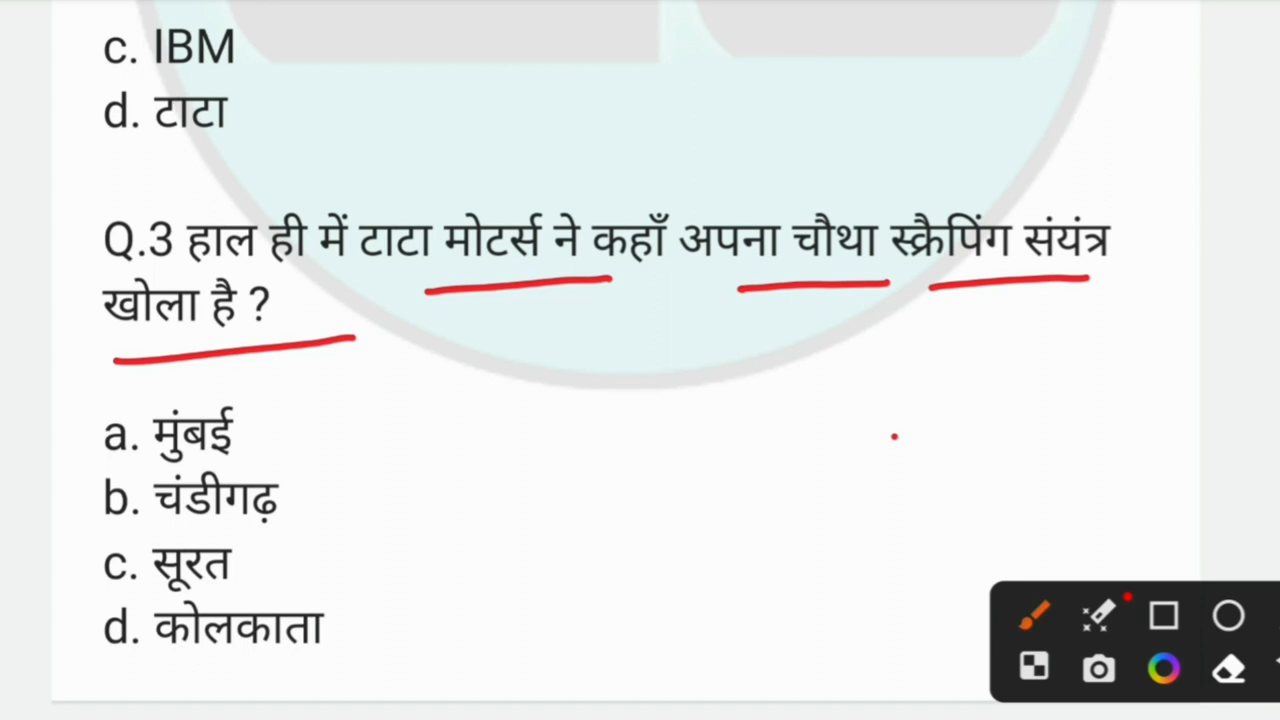 c. IBM
d. टाटा
Q.3 हाल ही में टाटा मोटर्स ने कहाँ अपना चौथा स्क्रैपिंग संयंत्र
खोला है ?
a. मुंबई
b. चंडीगढ़
c. सूरत
d. कोलकाता